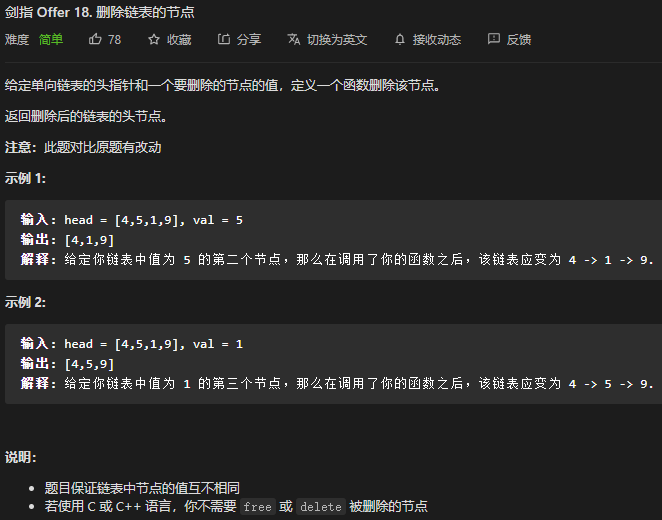 剑指 Offer 18. 删除链表的节点
难度 简单 78 收藏 分享 切换为英文 接收动态 反馈
给定单向链表的头指针和一个要删除的节点的值，定义一个函数删除该节点。
返回删除后的链表的头节点。
注意：此题对比原题有改动
示例 1:
输入: head = [4,5,1,9], val = 5
输出: [4,1,9]
解释: 给定你链表中值为 5 的第二个节点，那么在调用了你的函数之后，该链表应变为 4 -> 1 -> 9.
示例 2:
输入: head = [4,5,1,9], val = 1
输出: [4,5,9]
解释: 给定你链表中值为 1 的第三个节点，那么在调用了你的函数之后，该链表应变为 4 -> 5 -> 9.
说明：
• 题目保证链表中节点的值互不相同
• 若使用 C 或 C++ 语言，你不需要 free 或 delete 被删除的节点